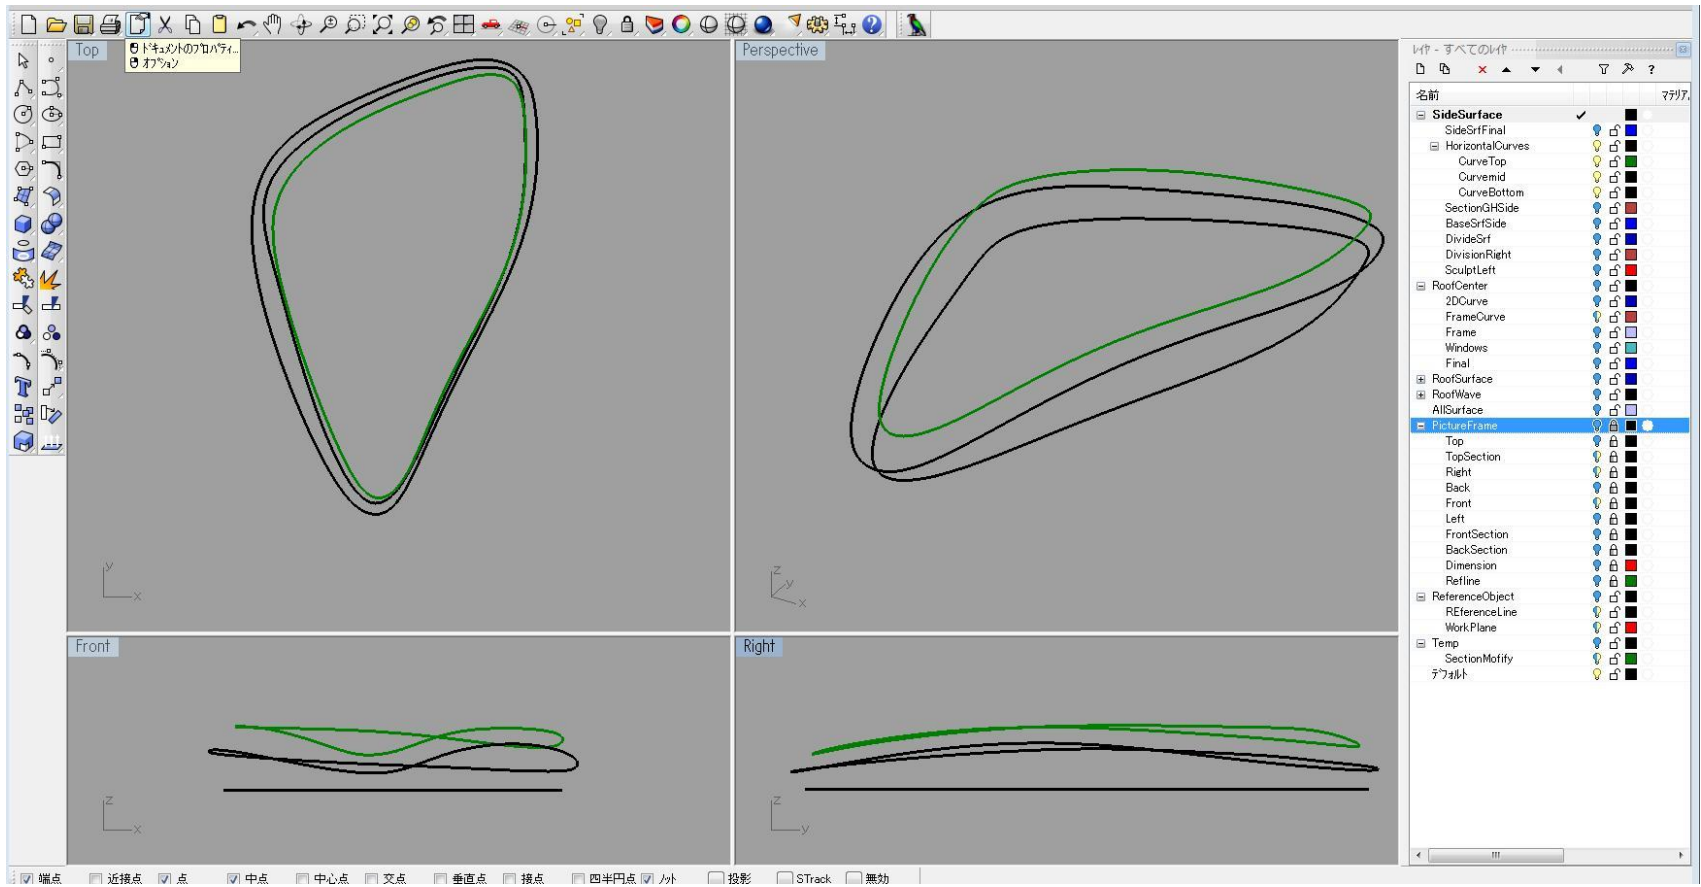 ﾄﾞｷｭﾒﾝﾄのﾌﾟﾛﾊﾟﾃｨ...
ｵﾌﾟｼｮﾝ
Top
Perspective
Front
Right
y
x
z
y
x
z
x
z
y
ﾚｲﾔ - すべてのﾚｲﾔ
?
名前
ﾏﾃﾘｱ.
SideSurface
SideSrfFinal
HorizontalCurves
CurveTop
Curvemid
CurveBottom
SectionGHSide
BaseSrfSide
DivideSrf
DivisionRight
SculptLeft
RoofCenter
2DCurve
FrameCurve
Frame
Windows
Final
RoofSurface
RoofWave
AllSurface
PictureFrame
Top
TopSection
Right
Back
Front
Left
FrontSection
BackSection
Dimension
Refline
ReferenceObject
REferenceLine
WorkPlane
Temp
SectionMofify
ﾃﾞﾌｫﾙﾄ
端点 近接点 点 中点 中心点 交点 垂直点 接点 四半円点 ﾉｯﾄ 投影 STrack 無効